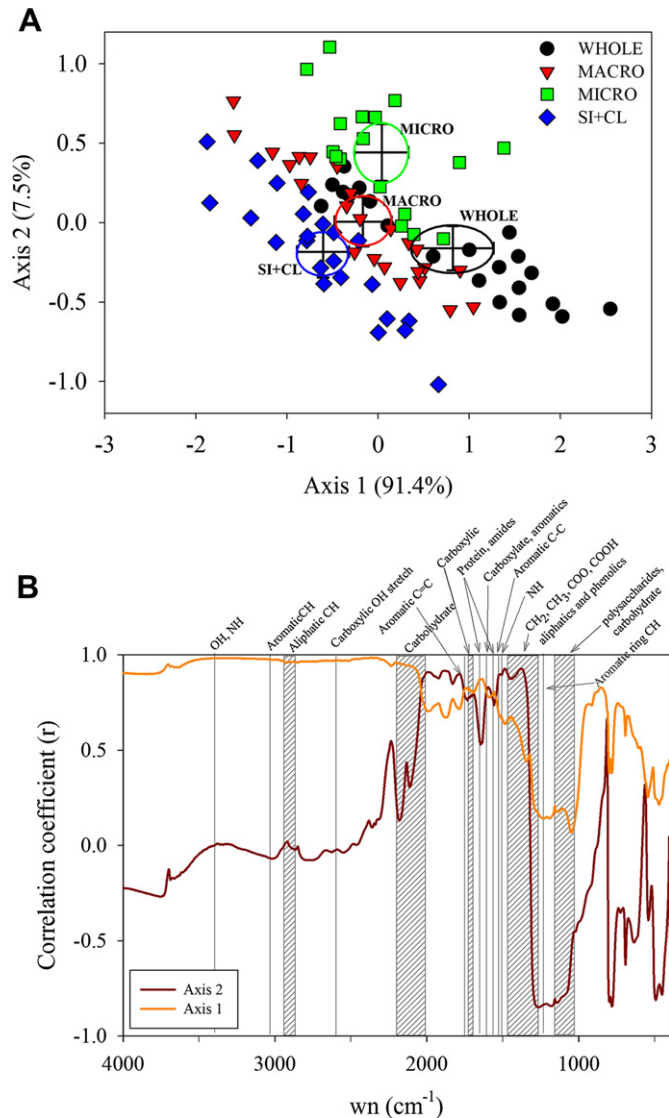 A
WHOLE
MACRO
MICRO
SI+CL
MICRO
MACRO
WHOLE
SI+CL
Axis 2 (7.5%)
1.0
0.5
0.0
-0.5
-1.0
-3 -2 -1 0 1 2 3
Axis 1 (91.4%)
B
OH, NH
AromaticCH
Aliphatic CH
Carboxylic OH stretch
Carbohydrate
Aromatic C=C
Carboxylic
Protein, amides
Carboxylate, aromatics
Aromatic C-C
NH
CH2, CH3, COO, COOH
aliphatics and phenolics
polysaccharides,
carbohydrate
Aromatic ring CH
Correlation coefficient (r)
1.0
0.5
0.0
-0.5
-1.0
Axis 2
Axis 1
4000 3000 2000 1000
wn (cm-1)